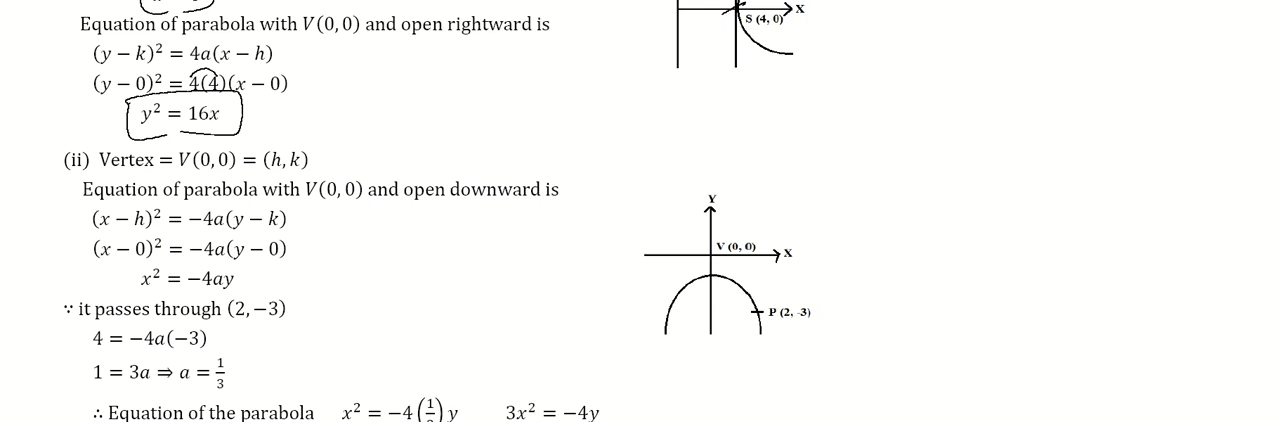 S (4, 0)
X
Equation of parabola with V(0, 0) and open rightward is
(y − k)² = 4a(x − h)
(y − 0)² = 4(4)(x − 0)
y² = 16x
(ii) Vertex = V(0, 0) = (h, k)
Equation of parabola with V(0, 0) and open downward is
(x − h)² = −4a(y − k)
(x − 0)² = −4a(y − 0)
x² = −4ay
∵ it passes through (2, −3)
4 = −4a(−3)
1 = 3a ⇒ a = 1/3
∴ Equation of the parabola x² = −4(1/3)y 3x² = −4y
Y
V (0, 0)
X
P (2, -3)